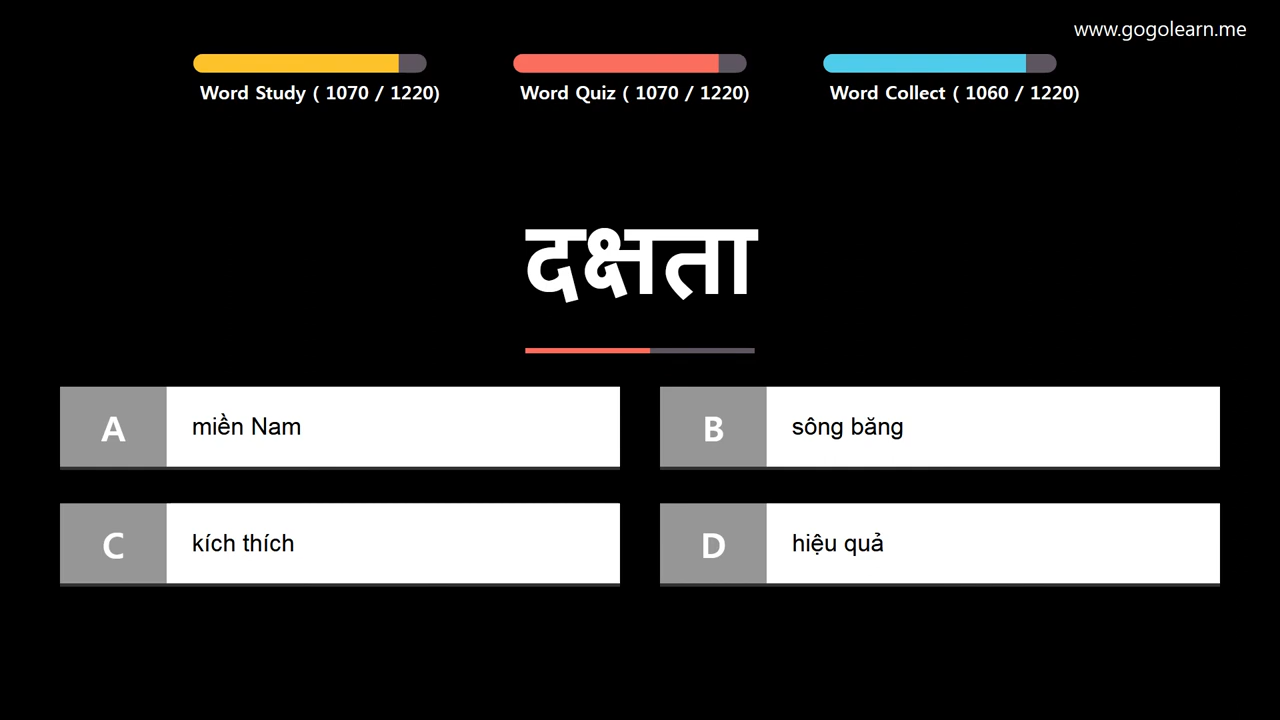 www.gogolearn.me
Word Study ( 1070 / 1220)
Word Quiz ( 1070 / 1220)
Word Collect ( 1060 / 1220)
दक्षता
A miền Nam
B sông băng
C kích thích
D hiệu quả